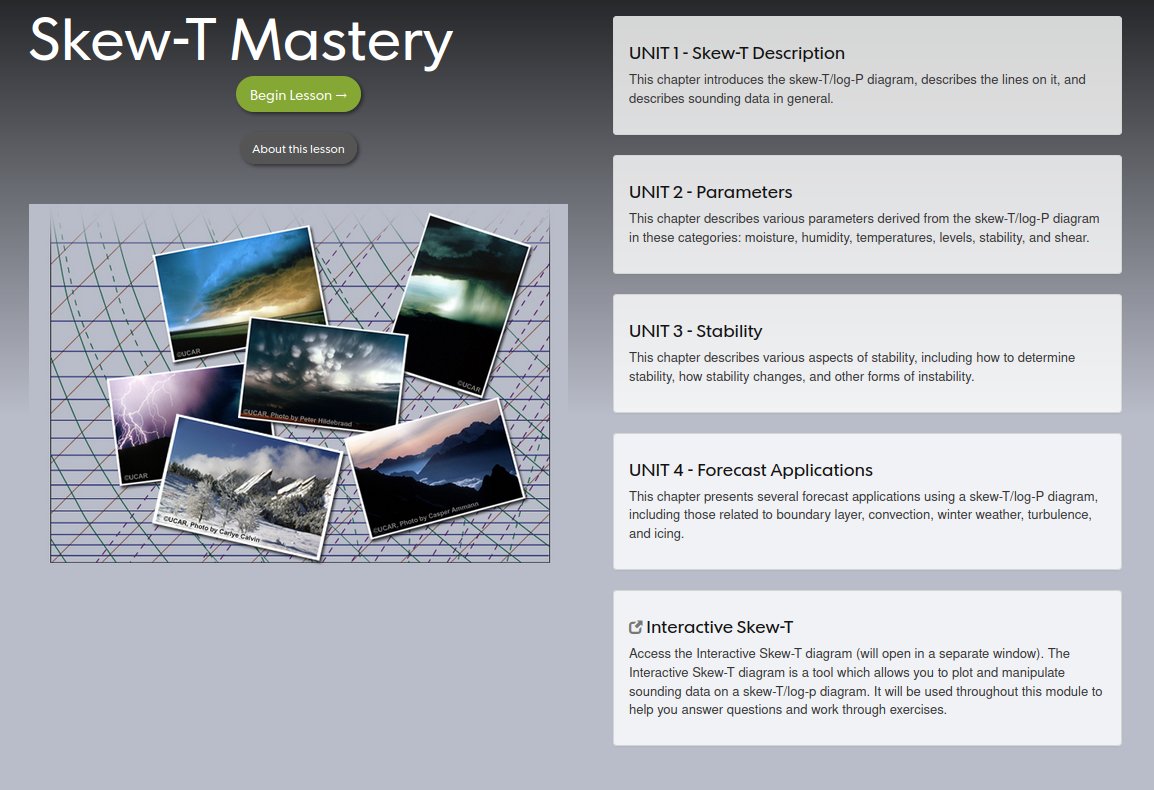 Skew-T Mastery
Begin Lesson →
About this lesson
©UCAR
©UCAR
©UCAR, Photo by Peter Hildebrand
©UCAR
©UCAR, Photo by Carlye Calvin
©UCAR, Photo by Casper Ammann
UNIT 1 - Skew-T Description
This chapter introduces the skew-T/log-P diagram, describes the lines on it, and
describes sounding data in general.
UNIT 2 - Parameters
This chapter describes various parameters derived from the skew-T/log-P diagram
in these categories: moisture, humidity, temperatures, levels, stability, and shear.
UNIT 3 - Stability
This chapter describes various aspects of stability, including how to determine
stability, how stability changes, and other forms of instability.
UNIT 4 - Forecast Applications
This chapter presents several forecast applications using a skew-T/log-P diagram,
including those related to boundary layer, convection, winter weather, turbulence,
and icing.
Interactive Skew-T
Access the Interactive Skew-T diagram (will open in a separate window). The
Interactive Skew-T diagram is a tool which allows you to plot and manipulate
sounding data on a skew-T/log-p diagram. It will be used throughout this module to
help you answer questions and work through exercises.